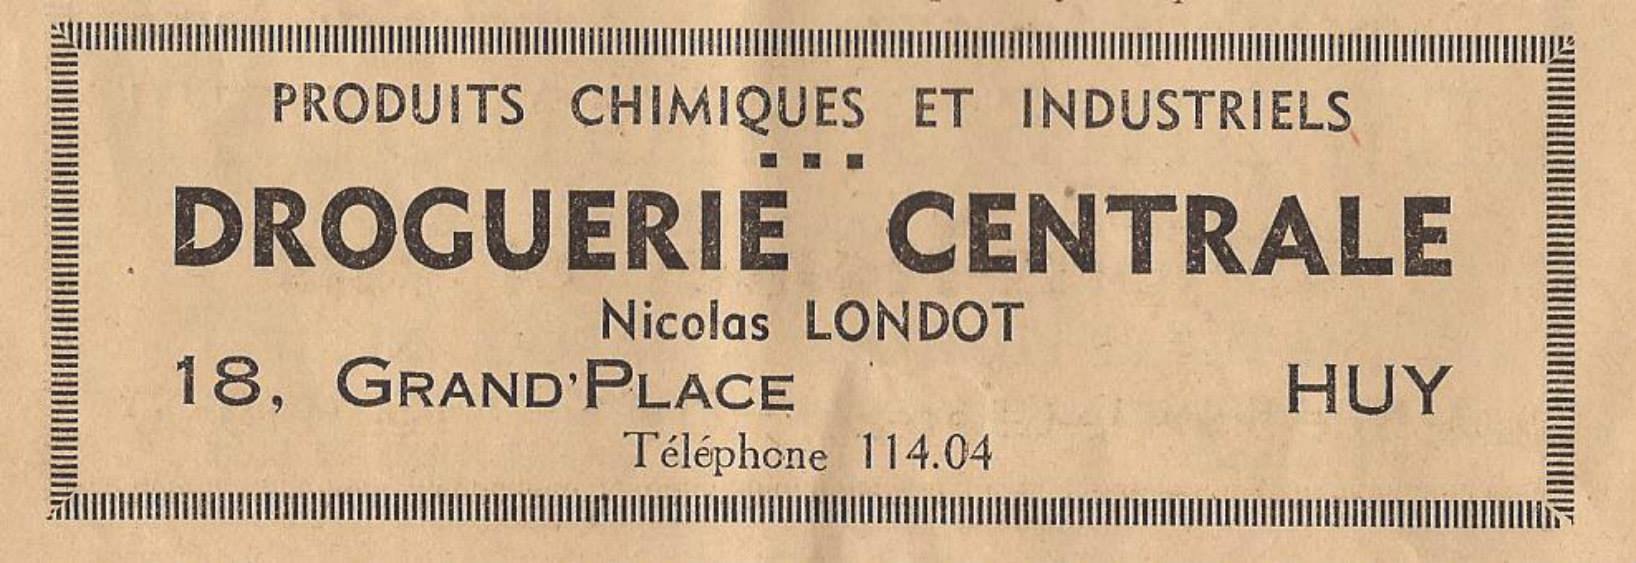 PRODUITS CHIMIQUES ET INDUSTRIELS
DROGUERIE CENTRALE
Nicolas LONDOT
18, GRAND'PLACE HUY
Téléphone 114.04